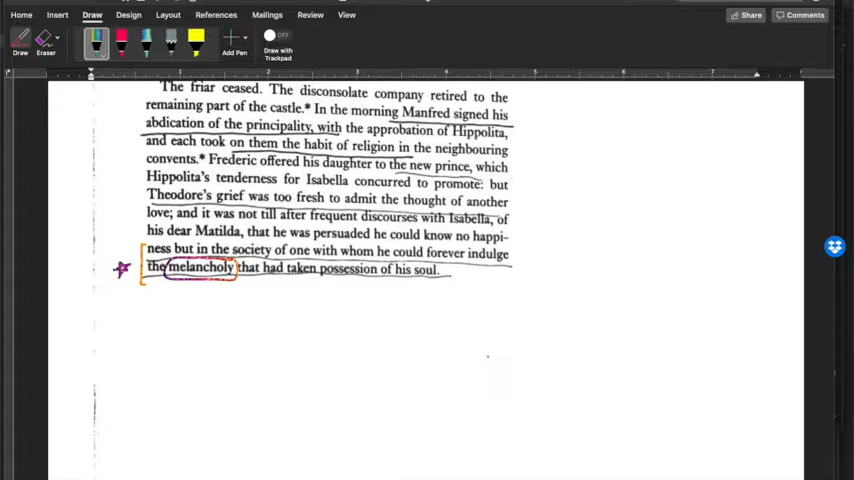 Home Insert Draw Design Layout References Mailings Review View
Share Comments
Draw Eraser Add Pen OFF Draw with Trackpad
1 2 3 4 5 6 7
The friar ceased. The disconsolate company retired to the
remaining part of the castle.* In the morning Manfred signed his
abdication of the principality, with the approbation of Hippolita,
and each took on them the habit of religion in the neighbouring
convents.* Frederic offered his daughter to the new prince, which
Hippolita's tenderness for Isabella concurred to promote: but
Theodore's grief was too fresh to admit the thought of another
love; and it was not till after frequent discourses with Isabella, of
his dear Matilda, that he was persuaded he could know no happi-
ness but in the society of one with whom he could forever indulge
the melancholy that had taken possession of his soul.